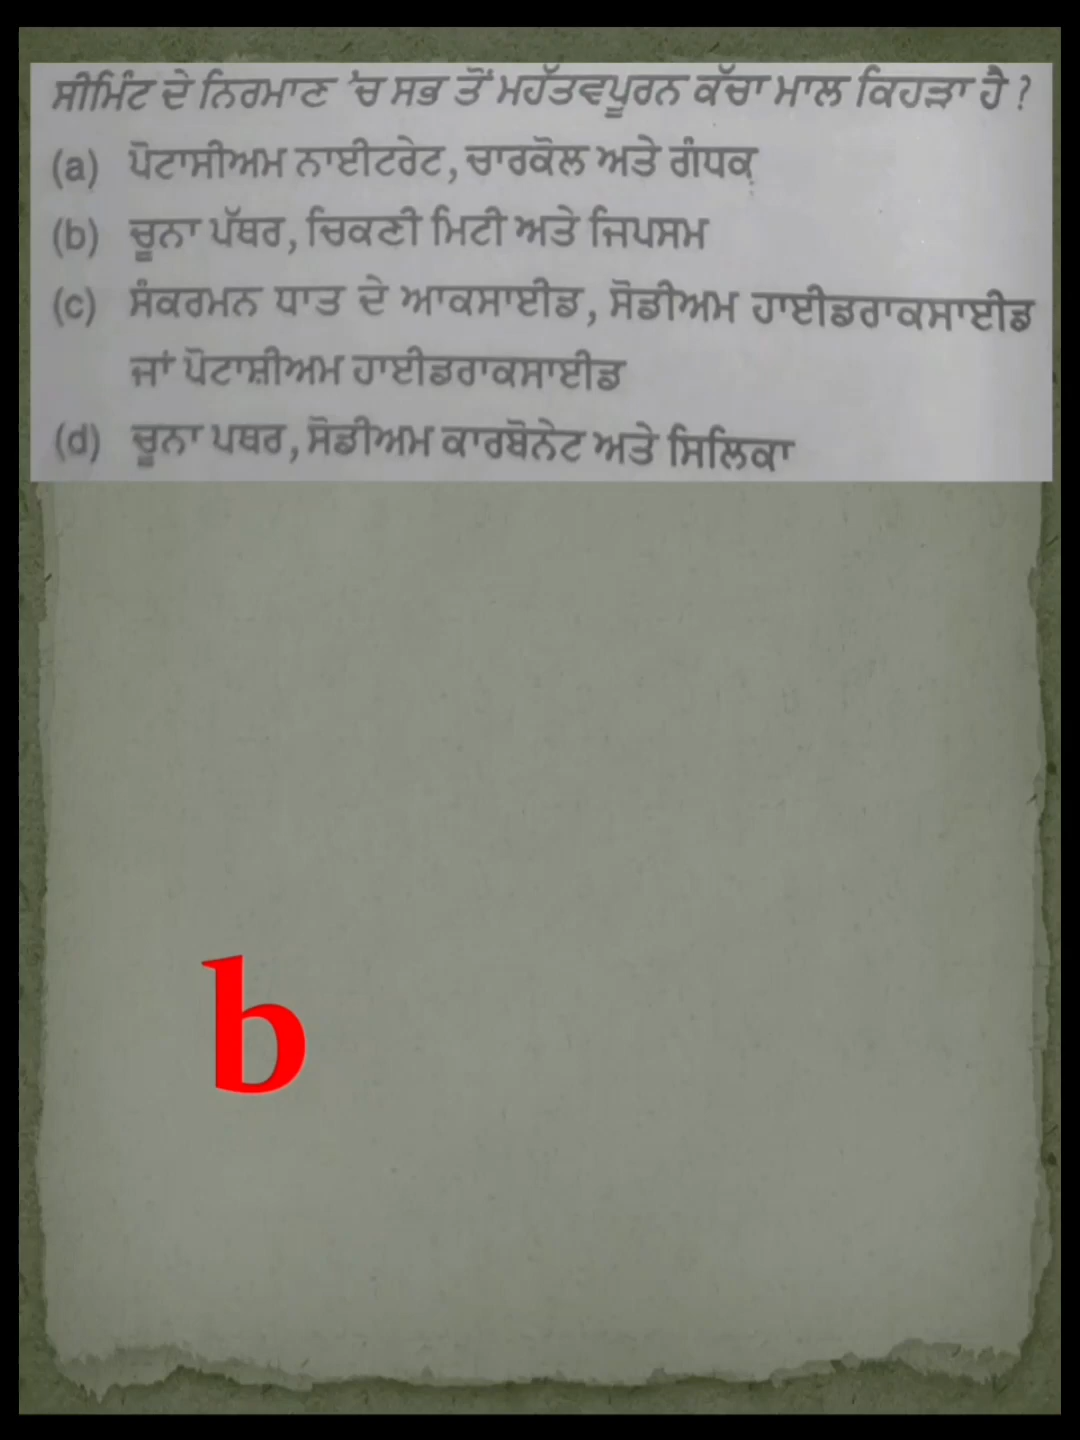 ਸੀਮਿੰਟ ਦੇ ਨਿਰਮਾਣ 'ਚ ਸਭ ਤੋਂ ਮਹੱਤਵਪੂਰਨ ਕੱਚਾ ਮਾਲ ਕਿਹੜਾ ਹੈ ?
(a) ਪੋਟਾਸੀਅਮ ਨਾਈਟਰੇਟ, ਚਾਰਕੋਲ ਅਤੇ ਗੰਧਕ
(b) ਚੂਨਾ ਪੱਥਰ, ਚਿਕਣੀ ਮਿਟੀ ਅਤੇ ਜਿਪਸਮ
(c) ਸੰਕਰਮਨ ਧਾਤ ਦੇ ਆਕਸਾਈਡ, ਸੋਡੀਅਮ ਹਾਈਡਰਾਕਸਾਈਡ
ਜਾਂ ਪੋਟਾਸ਼ੀਅਮ ਹਾਈਡਰਾਕਸਾਈਡ
(d) ਚੂਨਾ ਪਥਰ, ਸੋਡੀਅਮ ਕਾਰਬੋਨੇਟ ਅਤੇ ਸਿਲਿਕਾ
b